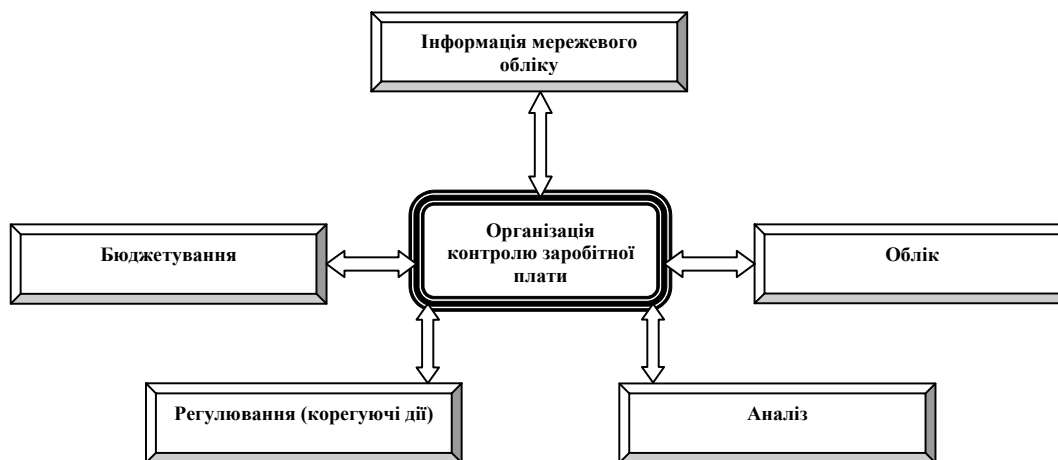 Інформація мережевого
обліку
Організація
контролю заробітної
плати
Бюджетування
Облік
Регулювання (корегуючі дії)
Аналіз